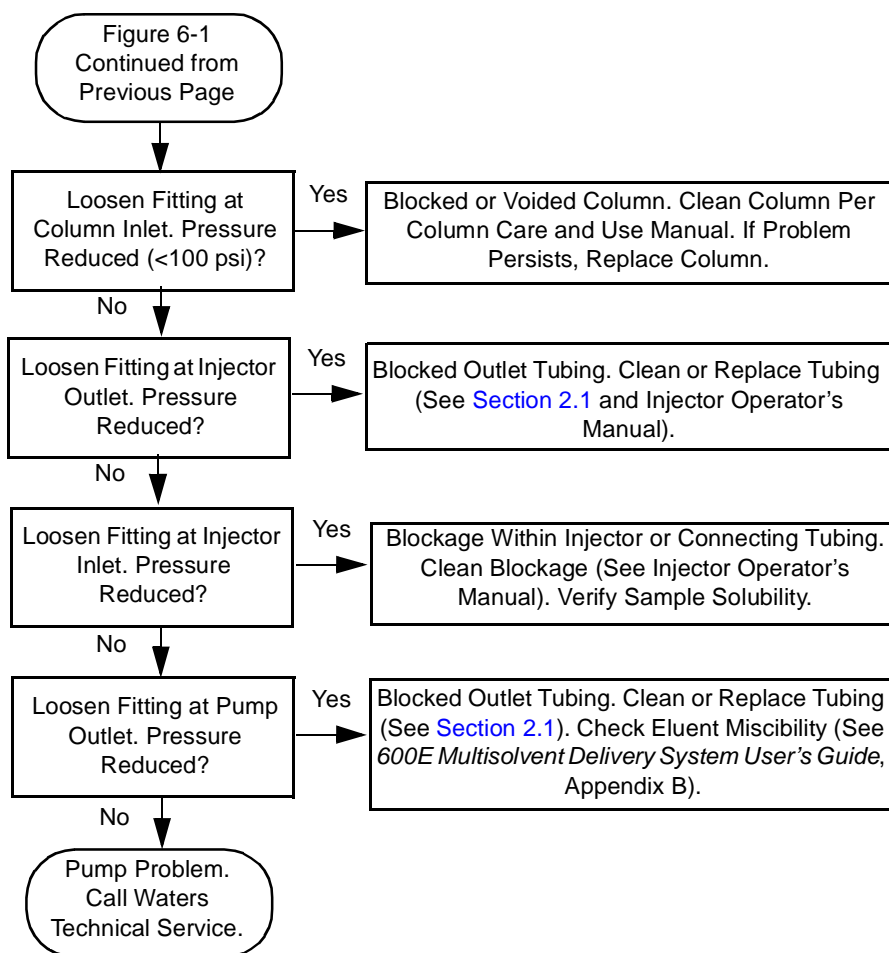 Figure 6-1
Continued from
Previous Page
Loosen Fitting at
Column Inlet. Pressure
Reduced (<100 psi)?
Yes
Blocked or Voided Column. Clean Column Per
Column Care and Use Manual. If Problem
Persists, Replace Column.
No
Loosen Fitting at Injector
Outlet. Pressure
Reduced?
Yes
Blocked Outlet Tubing. Clean or Replace Tubing
(See Section 2.1 and Injector Operator's
Manual).
No
Loosen Fitting at Injector
Inlet. Pressure
Reduced?
Yes
Blockage Within Injector or Connecting Tubing.
Clean Blockage (See Injector Operator's
Manual). Verify Sample Solubility.
No
Loosen Fitting at Pump
Outlet. Pressure
Reduced?
Yes
Blocked Outlet Tubing. Clean or Replace Tubing
(See Section 2.1). Check Eluent Miscibility (See
600E Multisolvent Delivery System User's Guide,
Appendix B).
No
Pump Problem.
Call Waters
Technical Service.